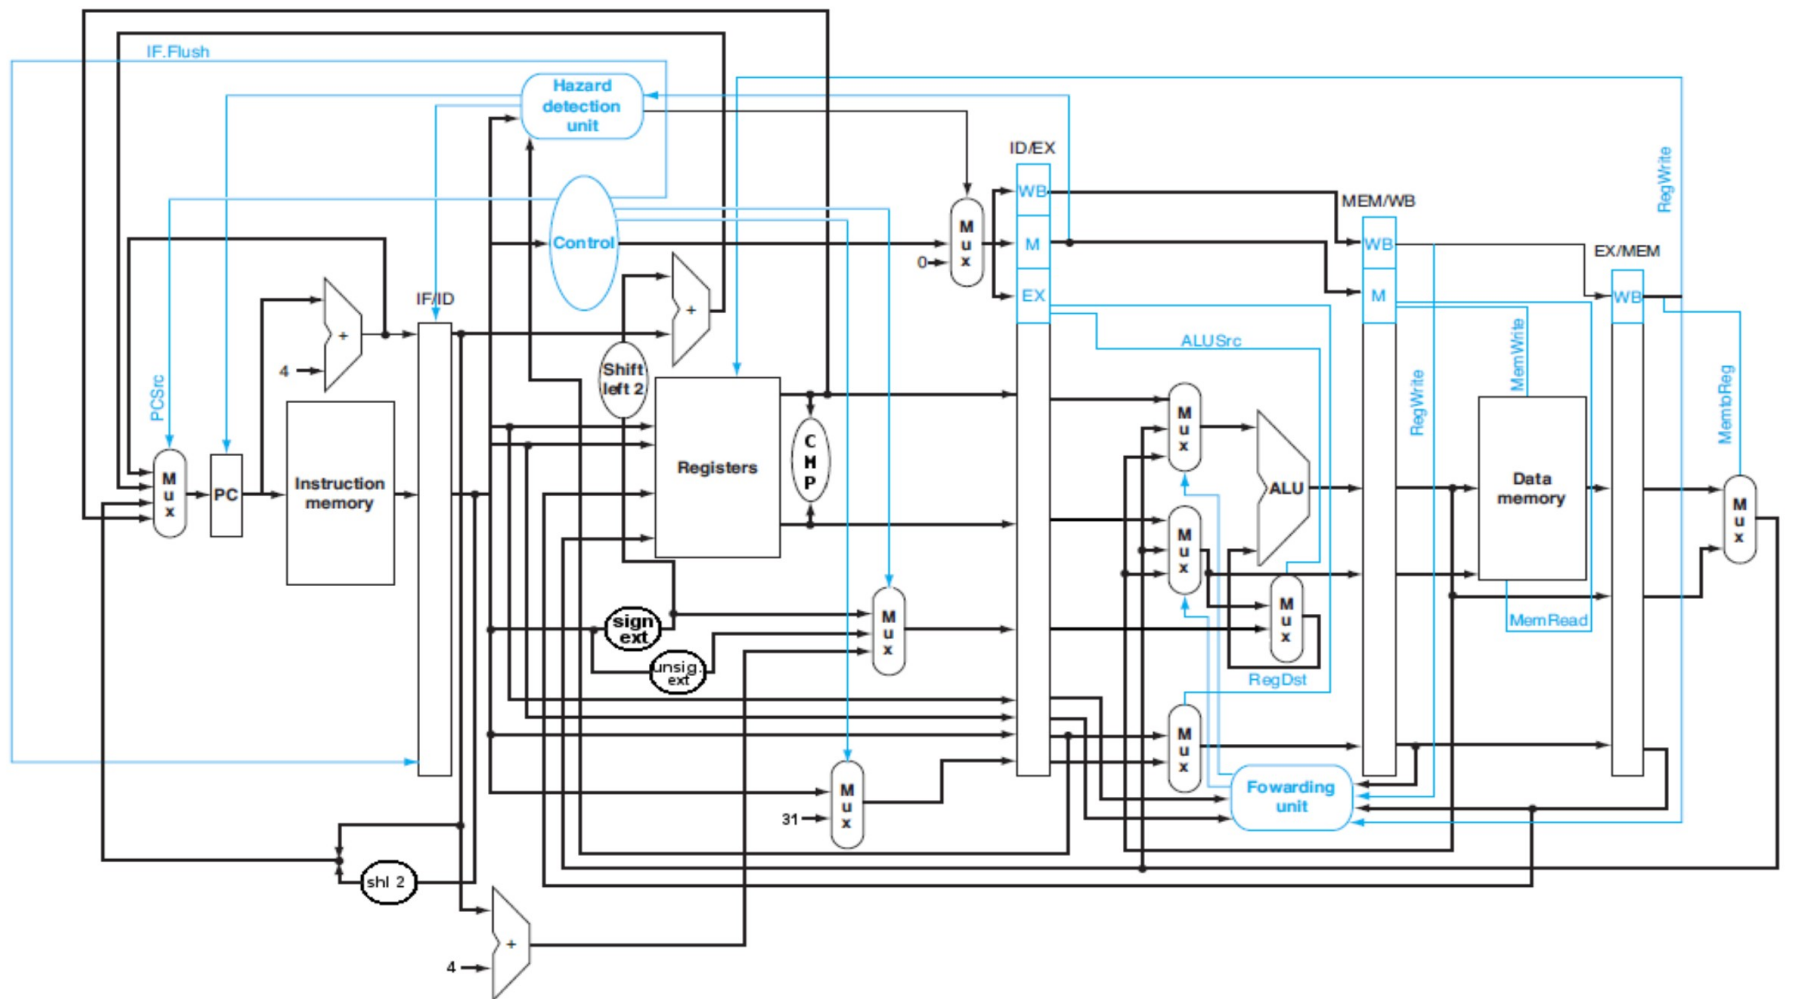 IF.Flush
Hazard
detection
unit
ID/EX
WB
M
EX
MEM/WB
WB
M
EX/MEM
WB
RegWrite
Control
M
u
x
0
IF/ID
+
4
+
Shift
left 2
ALUSrc
MemWrite
RegWrite
MemtoReg
PCSrc
M
u
x
PC
Instruction
memory
Registers
C
M
P
M
u
x
ALU
M
u
x
M
u
x
Data
memory
M
u
x
MemRead
sign
ext
unsig.
ext
M
u
x
RegDst
M
u
x
Fowarding
unit
31
M
u
x
shl 2
+
4